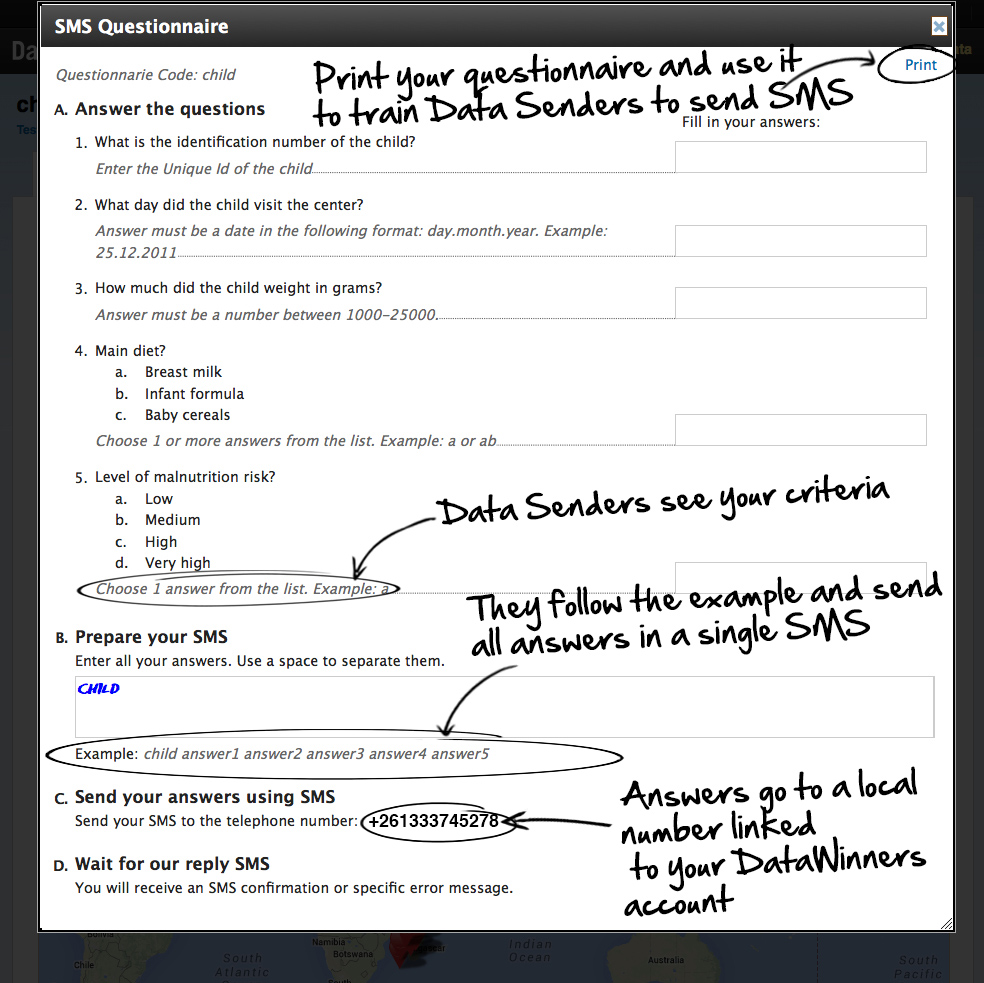 SMS Questionnaire
Da
ata
ch
Tes
Questionnarie Code: child
Print your questionnaire and use it
to train Data Senders to send SMS
Print
A. Answer the questions
Fill in your answers:
1. What is the identification number of the child?
Enter the Unique Id of the child
2. What day did the child visit the center?
Answer must be a date in the following format: day.month.year. Example:
25.12.2011
3. How much did the child weight in grams?
Answer must be a number between 1000-25000.
4. Main diet?
a. Breast milk
b. Infant formula
c. Baby cereals
Choose 1 or more answers from the list. Example: a or ab
5. Level of malnutrition risk?
a. Low
b. Medium
c. High
d. Very high
Choose 1 answer from the list. Example: a
Data Senders see your criteria
They follow the example and send
all answers in a single SMS
B. Prepare your SMS
Enter all your answers. Use a space to separate them.
CHILD
Example: child answer1 answer2 answer3 answer4 answer5
C. Send your answers using SMS
Send your SMS to the telephone number: +261333745278
Answers go to a local
number linked
to your DataWinners
account
D. Wait for our reply SMS
You will receive an SMS confirmation or specific error message.
Bolivia
Chile
South
Atlantic
Namibia
Botswana
South
Indian
Ocean
Australia
South
Pacific